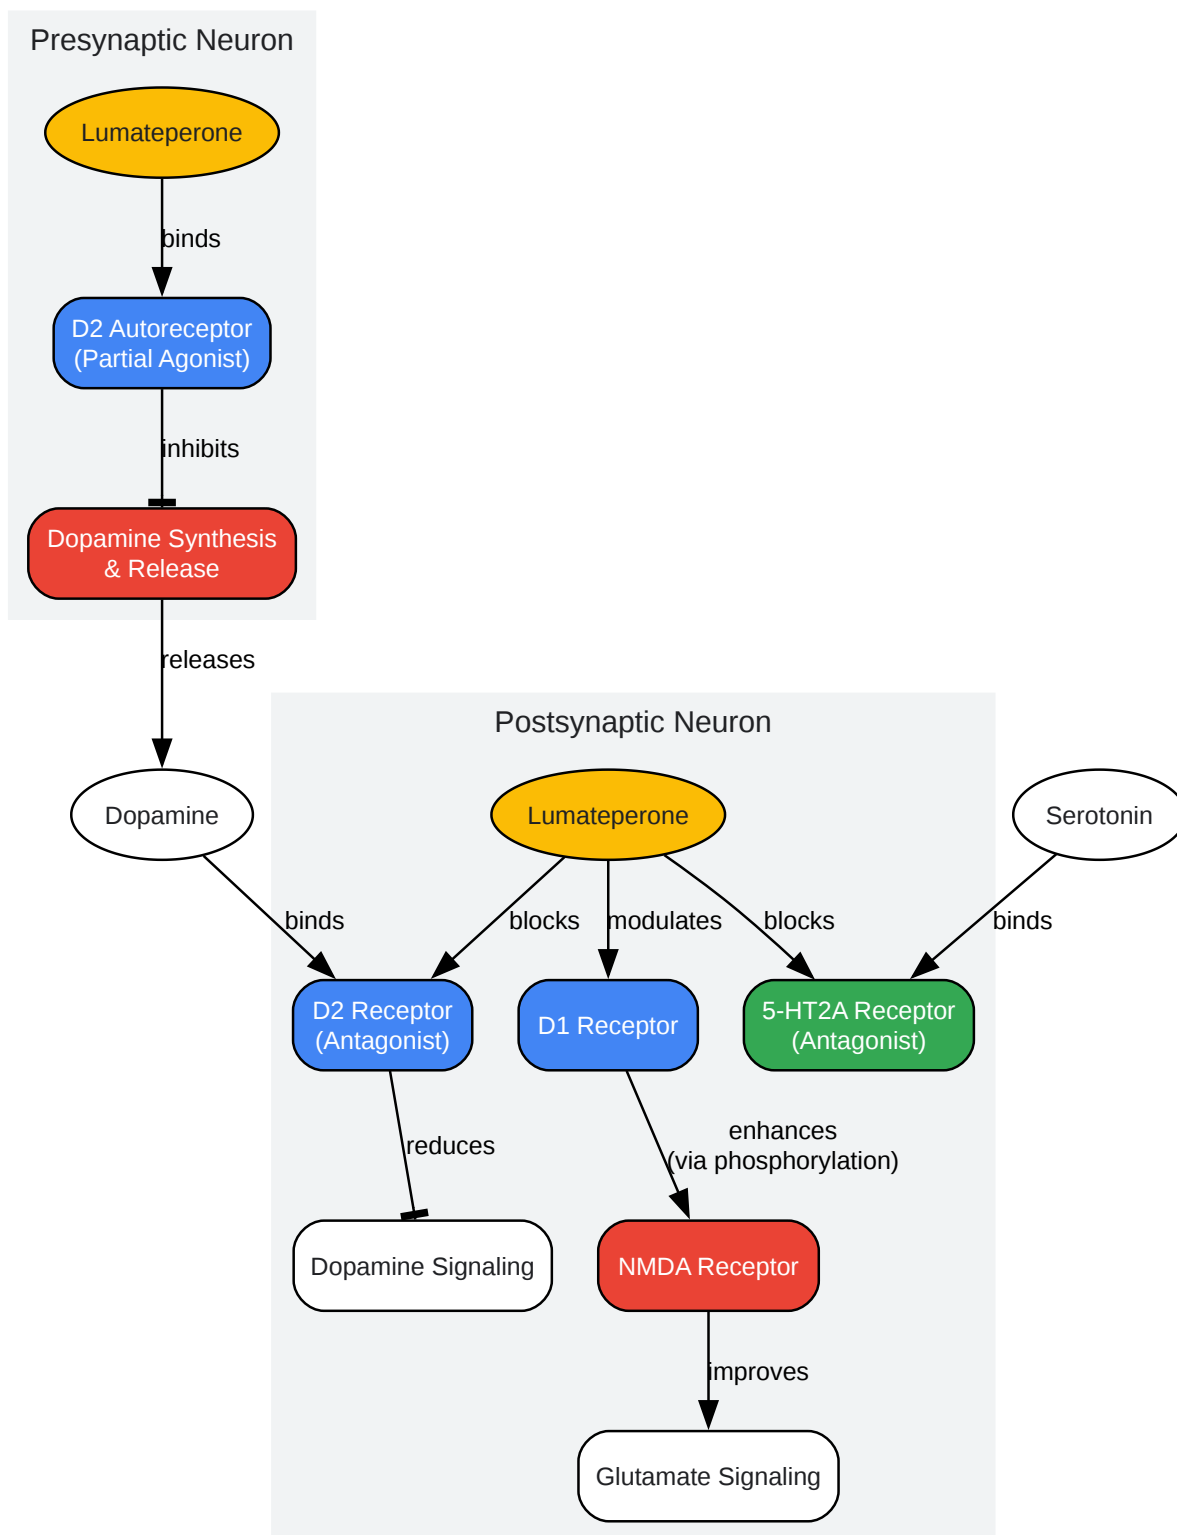 Presynaptic Neuron
Lumateperone
binds
D2 Autoreceptor
(Partial Agonist)
inhibits
Dopamine Synthesis
& Release
releases
Postsynaptic Neuron
Dopamine
Lumateperone
Serotonin
binds
blocks
modulates
blocks
binds
D2 Receptor
(Antagonist)
D1 Receptor
5-HT2A Receptor
(Antagonist)
reduces
enhances
(via phosphorylation)
Dopamine Signaling
NMDA Receptor
improves
Glutamate Signaling